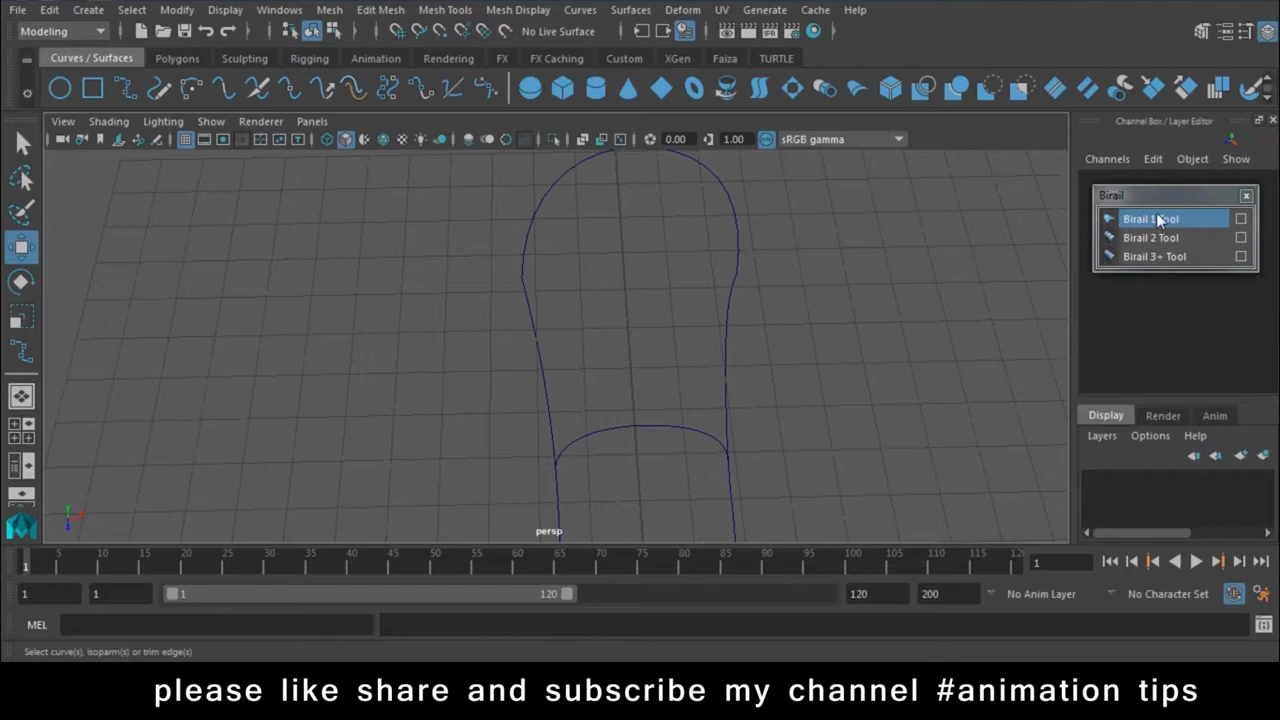 File Edit Create Select Modify Display Windows Mesh Edit Mesh Mesh Tools Mesh Display Curves Surfaces Deform UV Generate Cache Help
Modeling No Live Surface
Curves / Surfaces Polygons Sculpting Rigging Animation Rendering FX FX Caching Custom XGen Faiza TURTLE
View Shading Lighting Show Renderer Panels
0.00 1.00 sRGB gamma
Channel Box / Layer Editor
Channels Edit Object Show
Birail
Birail 1 Tool
Birail 2 Tool
Birail 3+ Tool
Display Render Anim
Layers Options Help
persp
5 10 15 20 25 30 35 40 45 50 55 60 65 70 75 80 85 90 95 100 105 110 115 12
1 1
1 1 1 120 120 200 No Anim Layer No Character Set
MEL
Select curve(s), isoparm(s) or trim edge(s)
please like share and subscribe my channel #animation tips